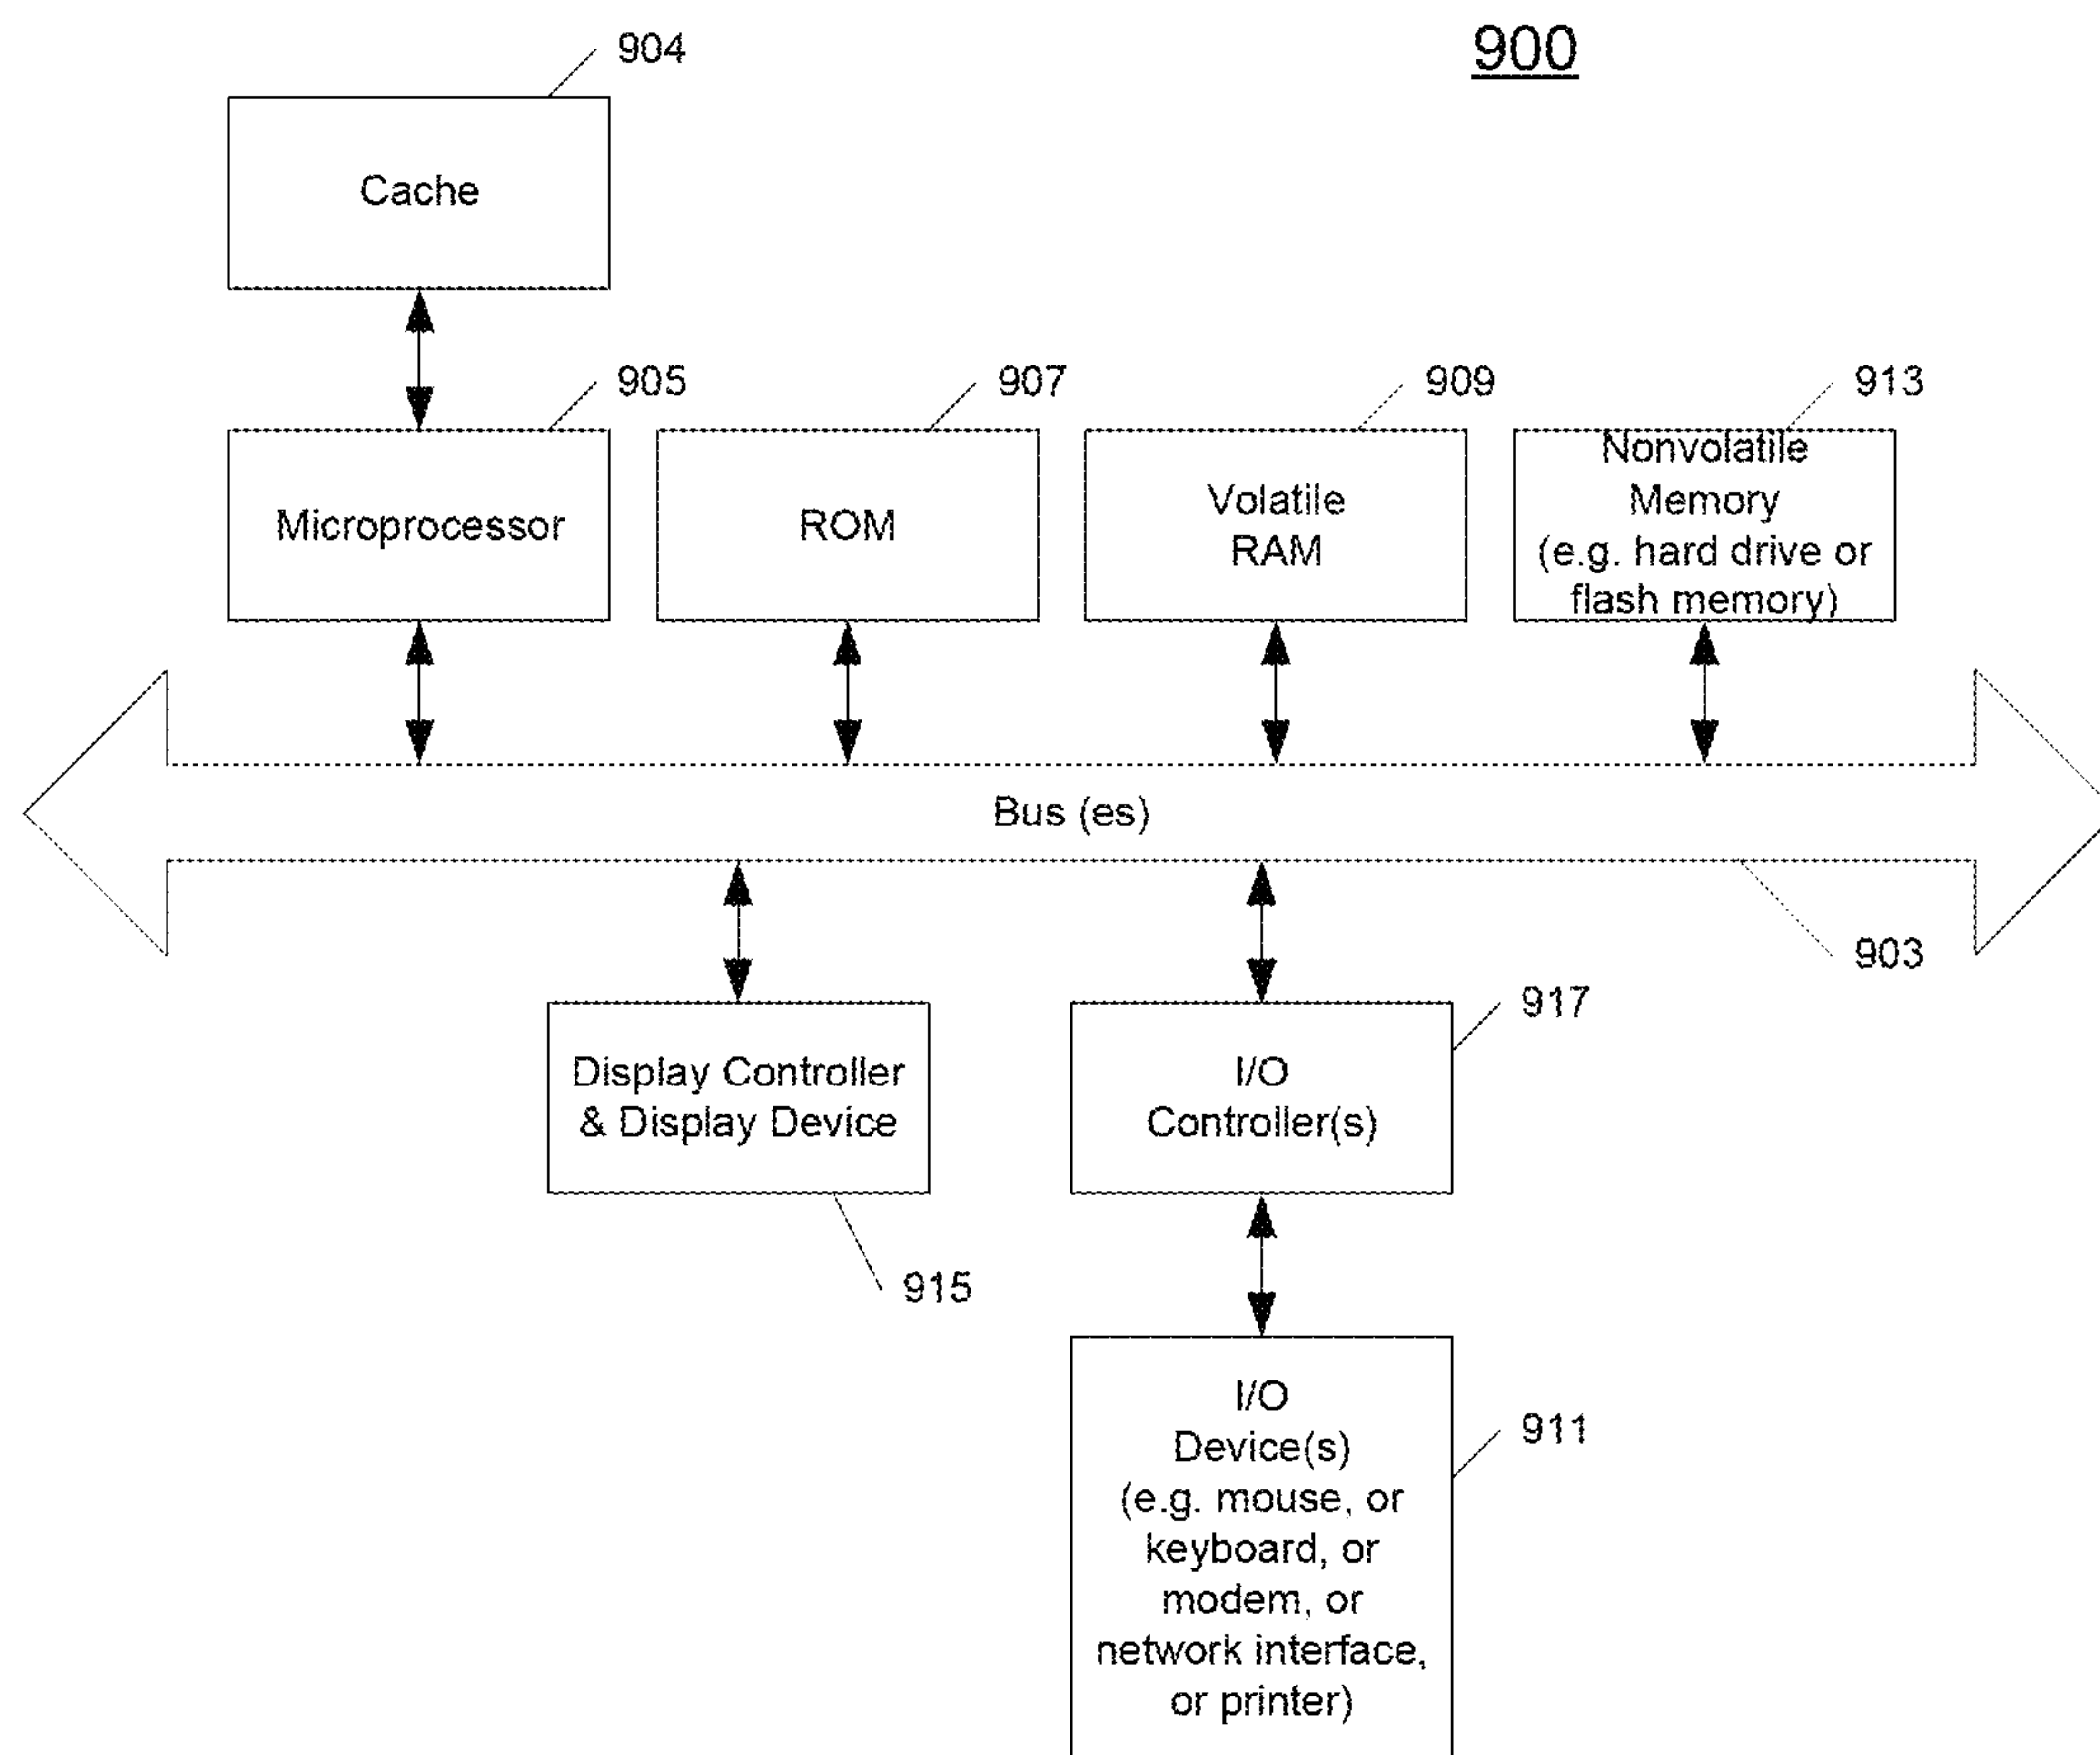 900
904
Cache
905
907
909
913
Microprocessor
ROM
Volatile
RAM
Nonvolatile
Memory
(e.g. hard drive or
flash memory)
Bus (es)
903
917
Display Controller
& Display Device
I/O
Controller(s)
915
911
I/O
Device(s)
(e.g. mouse, or
keyboard, or
modem, or
network interface,
or printer)